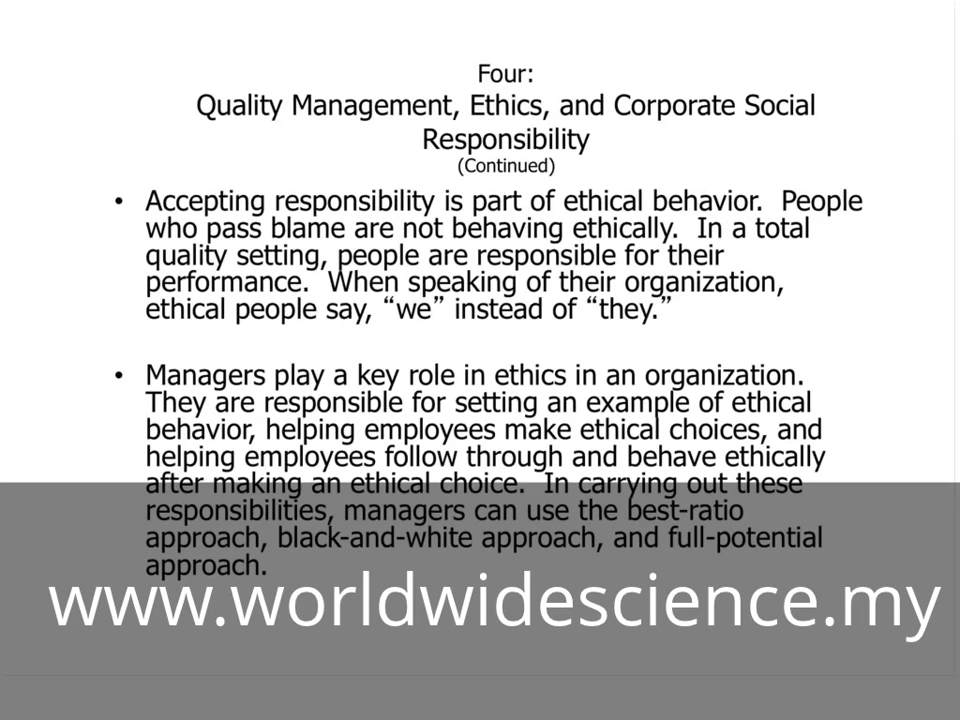 Four:
Quality Management, Ethics, and Corporate Social
Responsibility
(Continued)
• Accepting responsibility is part of ethical behavior.  People
who pass blame are not behaving ethically.  In a total
quality setting, people are responsible for their
performance.  When speaking of their organization,
ethical people say, “we” instead of “they.”
• Managers play a key role in ethics in an organization.
They are responsible for setting an example of ethical
behavior, helping employees make ethical choices, and
helping employees follow through and behave ethically
after making an ethical choice.  In carrying out these
responsibilities, managers can use the best-ratio
approach, black-and-white approach, and full-potential
approach.
www.worldwidescience.my